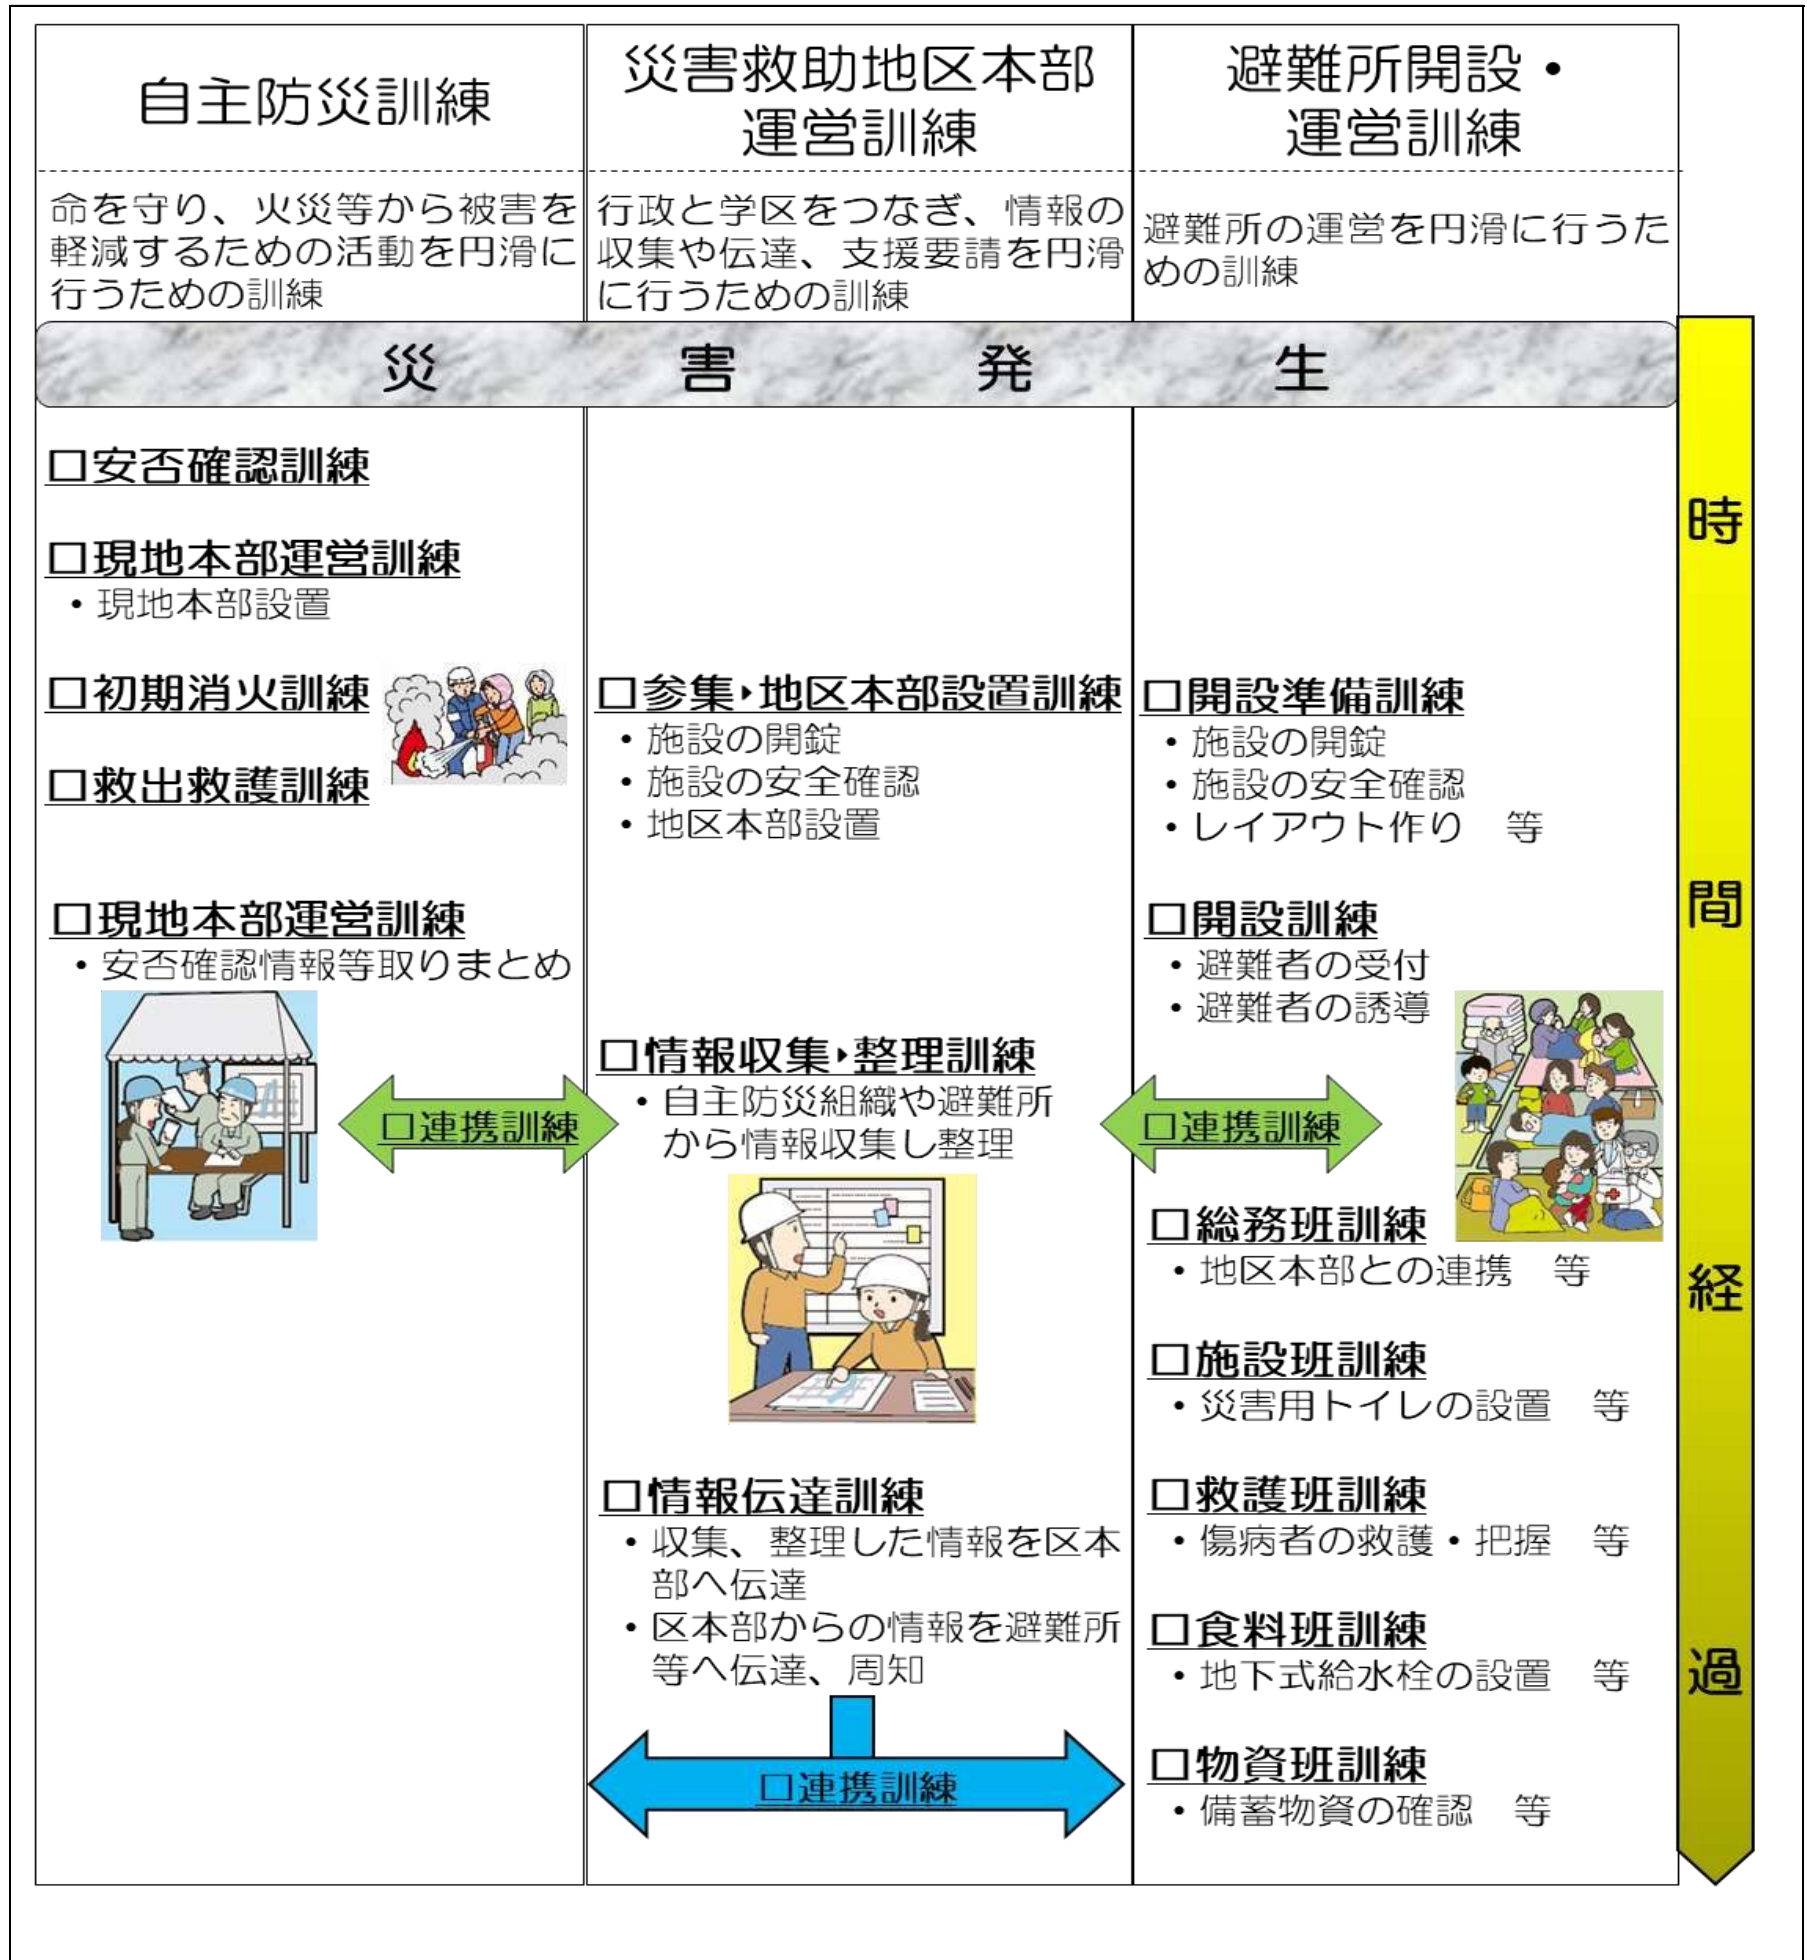 自主防災訓練
命を守り、火災等から被害を
軽減するための活動を円滑に
行うための訓練
災害救助地区本部
運営訓練
行政と学区をつなぎ、情報の
収集や伝達、支援要請を円滑
に行うための訓練
避難所開設・
運営訓練
避難所の運営を円滑に行うた
めの訓練
災害発生
□安否確認訓練
□現地本部運営訓練
・現地本部設置
□初期消火訓練
□救出救護訓練
□現地本部運営訓練
・安否確認情報等取りまとめ
□連携訓練
□参集・地区本部設置訓練
・施設の開錠
・施設の安全確認
・地区本部設置
□情報収集・整理訓練
・自主防災組織や避難所
から情報収集し整理
□情報伝達訓練
・収集、整理した情報を区本
部へ伝達
・区本部からの情報を避難所
等へ伝達、周知
□連携訓練
□連携訓練
□開設準備訓練
・施設の開錠
・施設の安全確認
・レイアウト作り　等
□開設訓練
・避難者の受付
・避難者の誘導
□総務班訓練
・地区本部との連携　等
□施設班訓練
・災害用トイレの設置　等
□救護班訓練
・傷病者の救護・把握　等
□食料班訓練
・地下式給水栓の設置　等
□物資班訓練
・備蓄物資の確認　等
時間経過